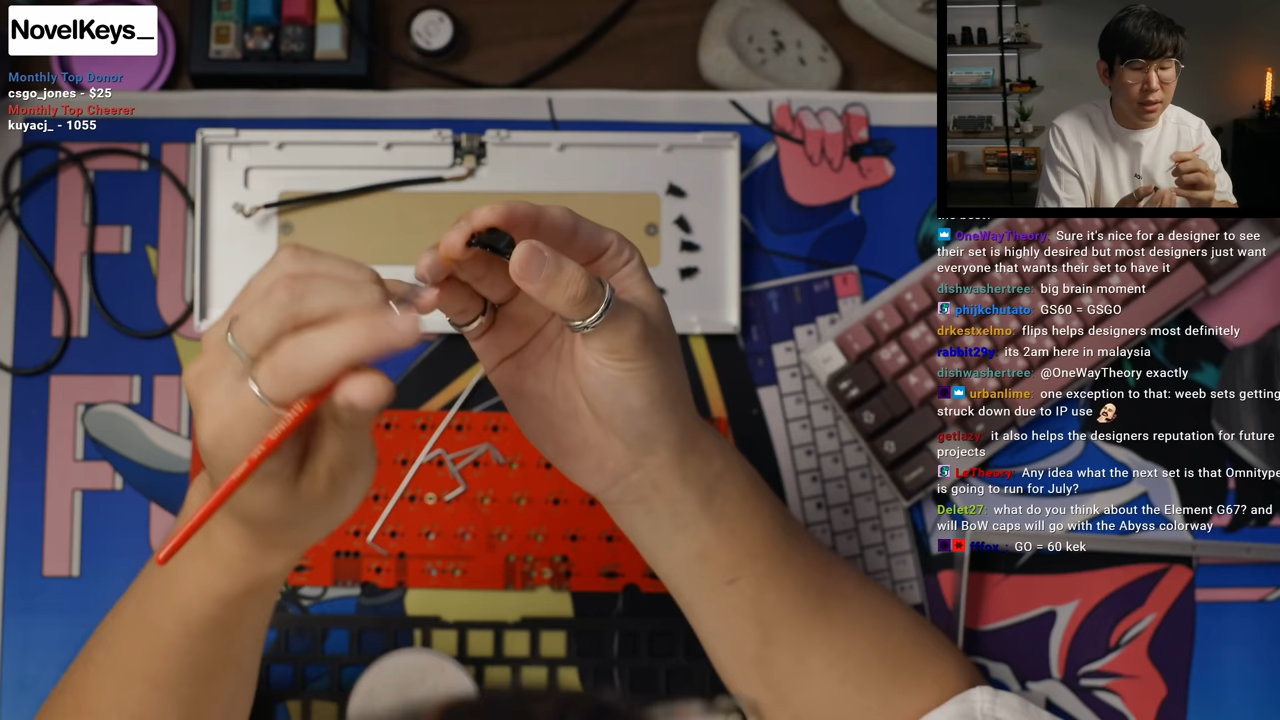 NovelKeys_
Monthly Top Donor
csgo_jones - $25
Monthly Top Cheerer
kuyacj_ - 1055
OneWayTheory: Sure it's nice for a designer to see
their set is highly desired but most designers just want
everyone that wants their set to have it
dishwashertree: big brain moment
phijkchutato: GS60 = GSGO
drkestxelmo: flips helps designers most definitely
rabbit29y: its 2am here in malaysia
dishwashertree: @OneWayTheory exactly
urbanlime: one exception to that: weeb sets getting
struck down due to IP use
getlazy: it also helps the designers reputation for future
projects
LeTheory: Any idea what the next set is that Omnitype
is going to run for July?
Delet27: what do you think about the Element G67? and
will BoW caps will go with the Abyss colorway
GO = 60 kek